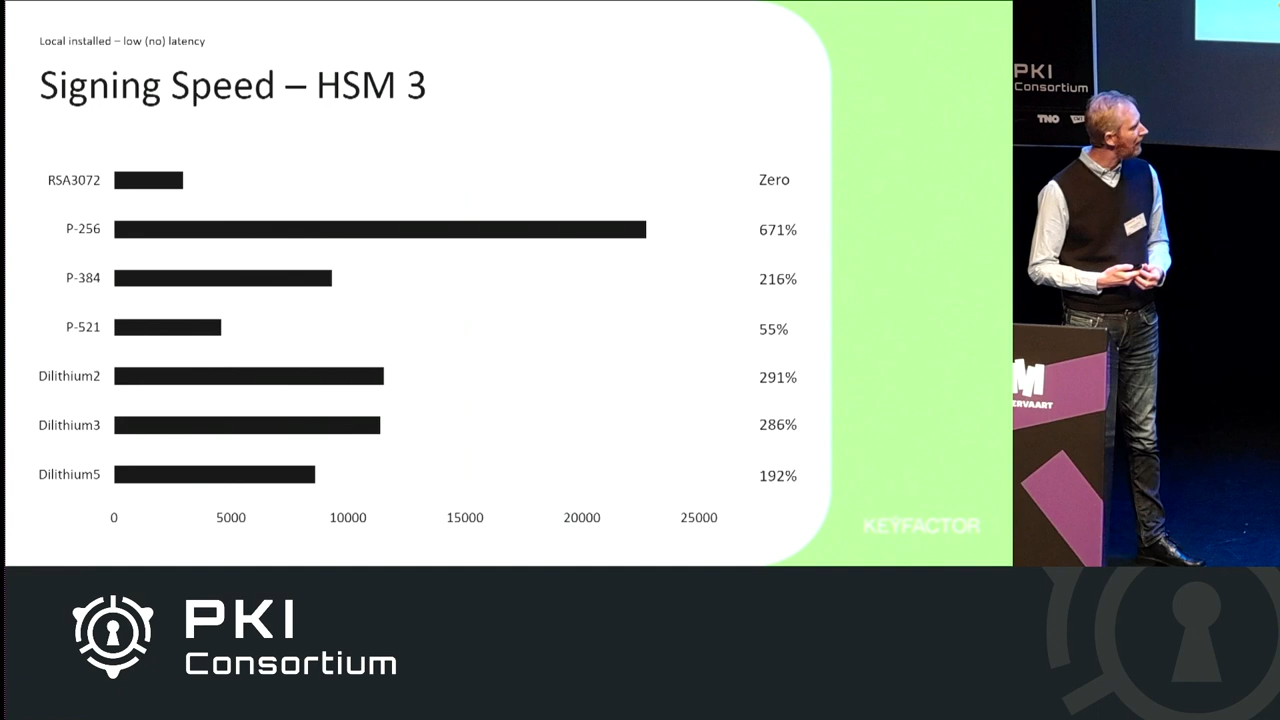 Local installed – low (no) latency
Signing Speed – HSM 3
RSA3072 Zero
P-256 671%
P-384 216%
P-521 55%
Dilithium2 291%
Dilithium3 286%
Dilithium5 192%
0 5000 10000 15000 20000 25000
KEYFACTOR
PKI
Consortium
TNO
ERVAART
PKI
Consortium